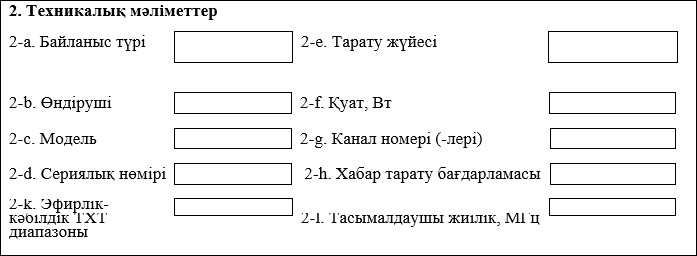 2. Техникалық мәліметтер
2-a. Байланыс түрі 2-e. Тарату жүйесі
2-b. Өндіруші 2-f. Қуат, Вт
2-c. Модель 2-g. Канал номері (-лері)
2-d. Сериялық нөмірі 2-h. Хабар тарату бағдарламасы
2-k. Эфирлік-
кәбілдік ТХТ 2-l. Тасымалдаушы жиілік, МГц
диапазоны